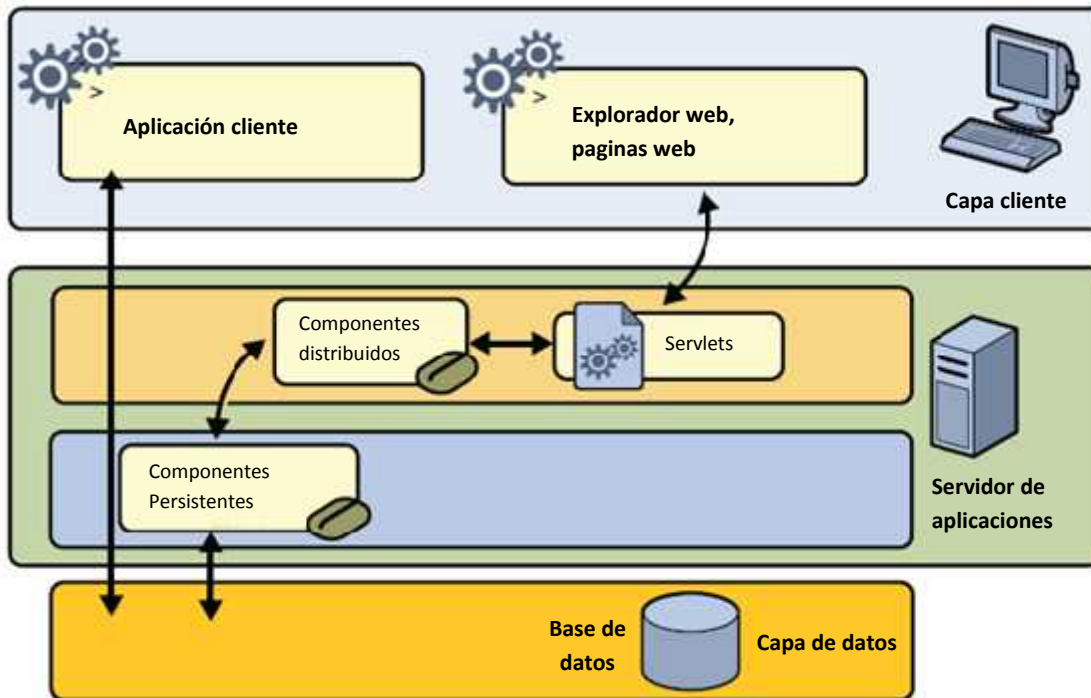 >
Aplicación cliente
>
Explorador web,
paginas web
Capa cliente
Componentes
distribuidos
Servlets
Componentes
Persistentes
Servidor de
aplicaciones
Base de
datos
Capa de datos